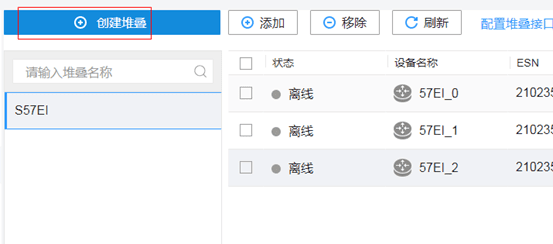 创建堆叠
添加 移除 刷新 配置堆叠接口
请输入堆叠名称
S57EI
状态 设备名称 ESN
离线 57EI_0 210235
离线 57EI_1 210235
离线 57EI_2 210235